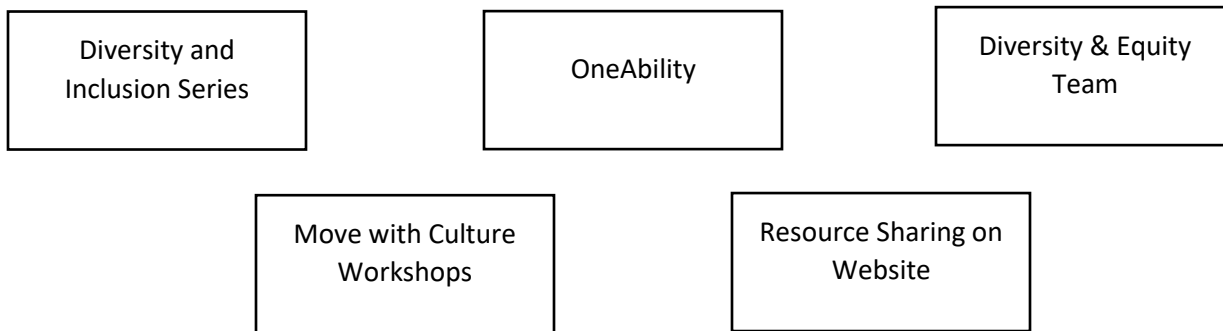 Diversity and
Inclusion Series
OneAbility
Diversity & Equity
Team
Move with Culture
Workshops
Resource Sharing on
Website